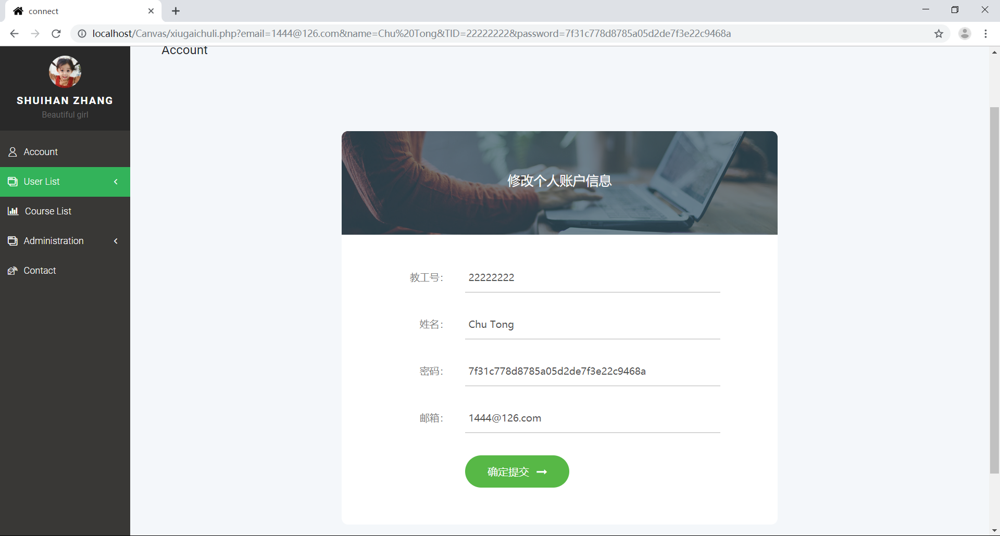 connect
localhost/Canvas/xiugaichuli.php?email=1444@126.com&name=Chu%20Tong&TID=22222222&password=7f31c778d8785a05d2de7f3e22c9468a
SHUIHAN ZHANG
Beautiful girl
Account
User List
Course List
Administration
Contact
Account
修改个人账户信息
教工号： 22222222
姓名： Chu Tong
密码： 7f31c778d8785a05d2de7f3e22c9468a
邮箱： 1444@126.com
确定提交